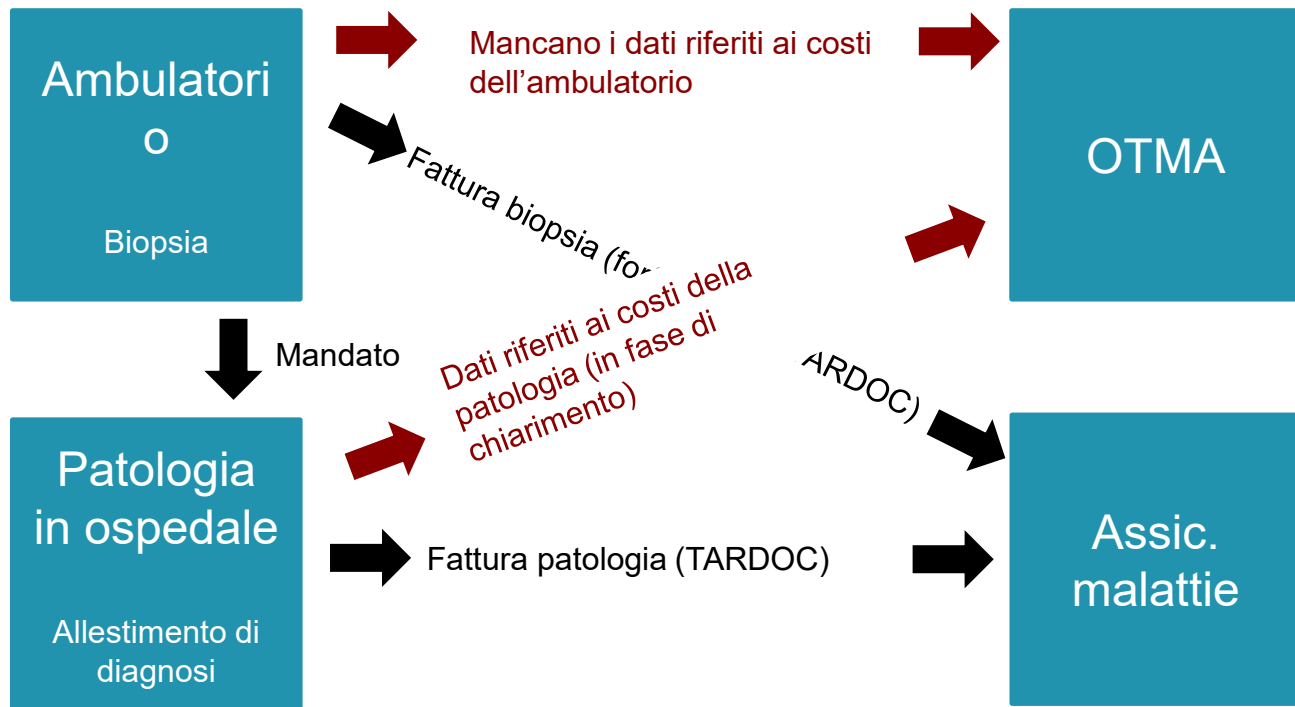 Ambulatori
o
Biopsia
Mancano i dati riferiti ai costi
dell'ambulatorio
OTMA
Fattura biopsia (for
ARDOC)
Mandato
Dati riferiti ai costi della
patologia (in fase di
chiarimento)
Patologia
in ospedale
Allestimento di
diagnosi
Fattura patologia (TARDOC)
Assic.
malattie